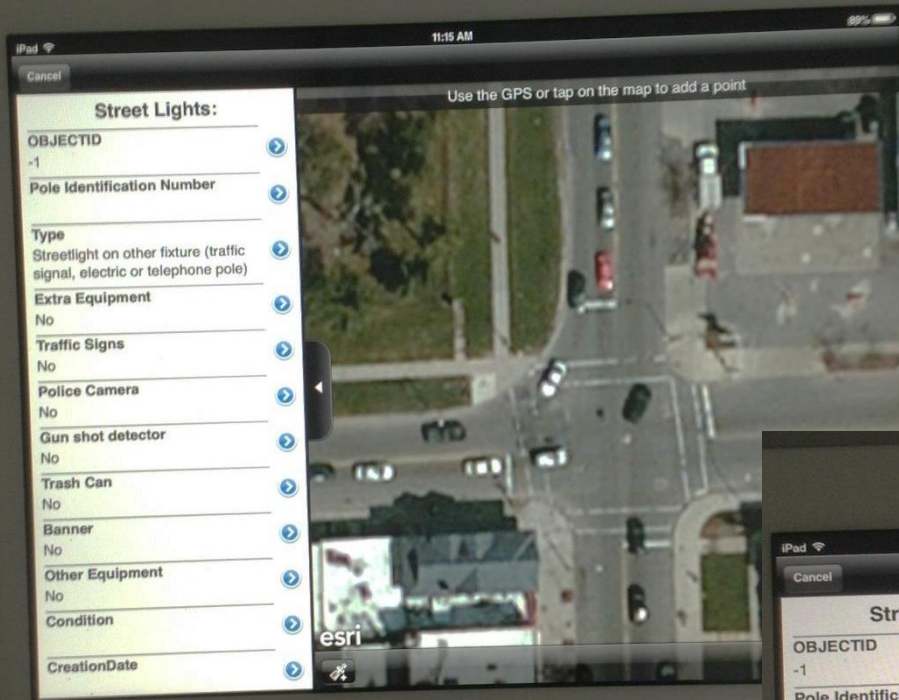 iPad
11:15 AM
89%
Cancel
Use the GPS or tap on the map to add a point
Street Lights:
OBJECTID
-1
Pole Identification Number
Type
Streetlight on other fixture (traffic
signal, electric or telephone pole)
Extra Equipment
No
Traffic Signs
No
Police Camera
No
Gun shot detector
No
Trash Can
No
Banner
No
Other Equipment
No
Condition
CreationDate
esri
iPad
Cancel
Str
OBJECTID
-1
Pole Identific